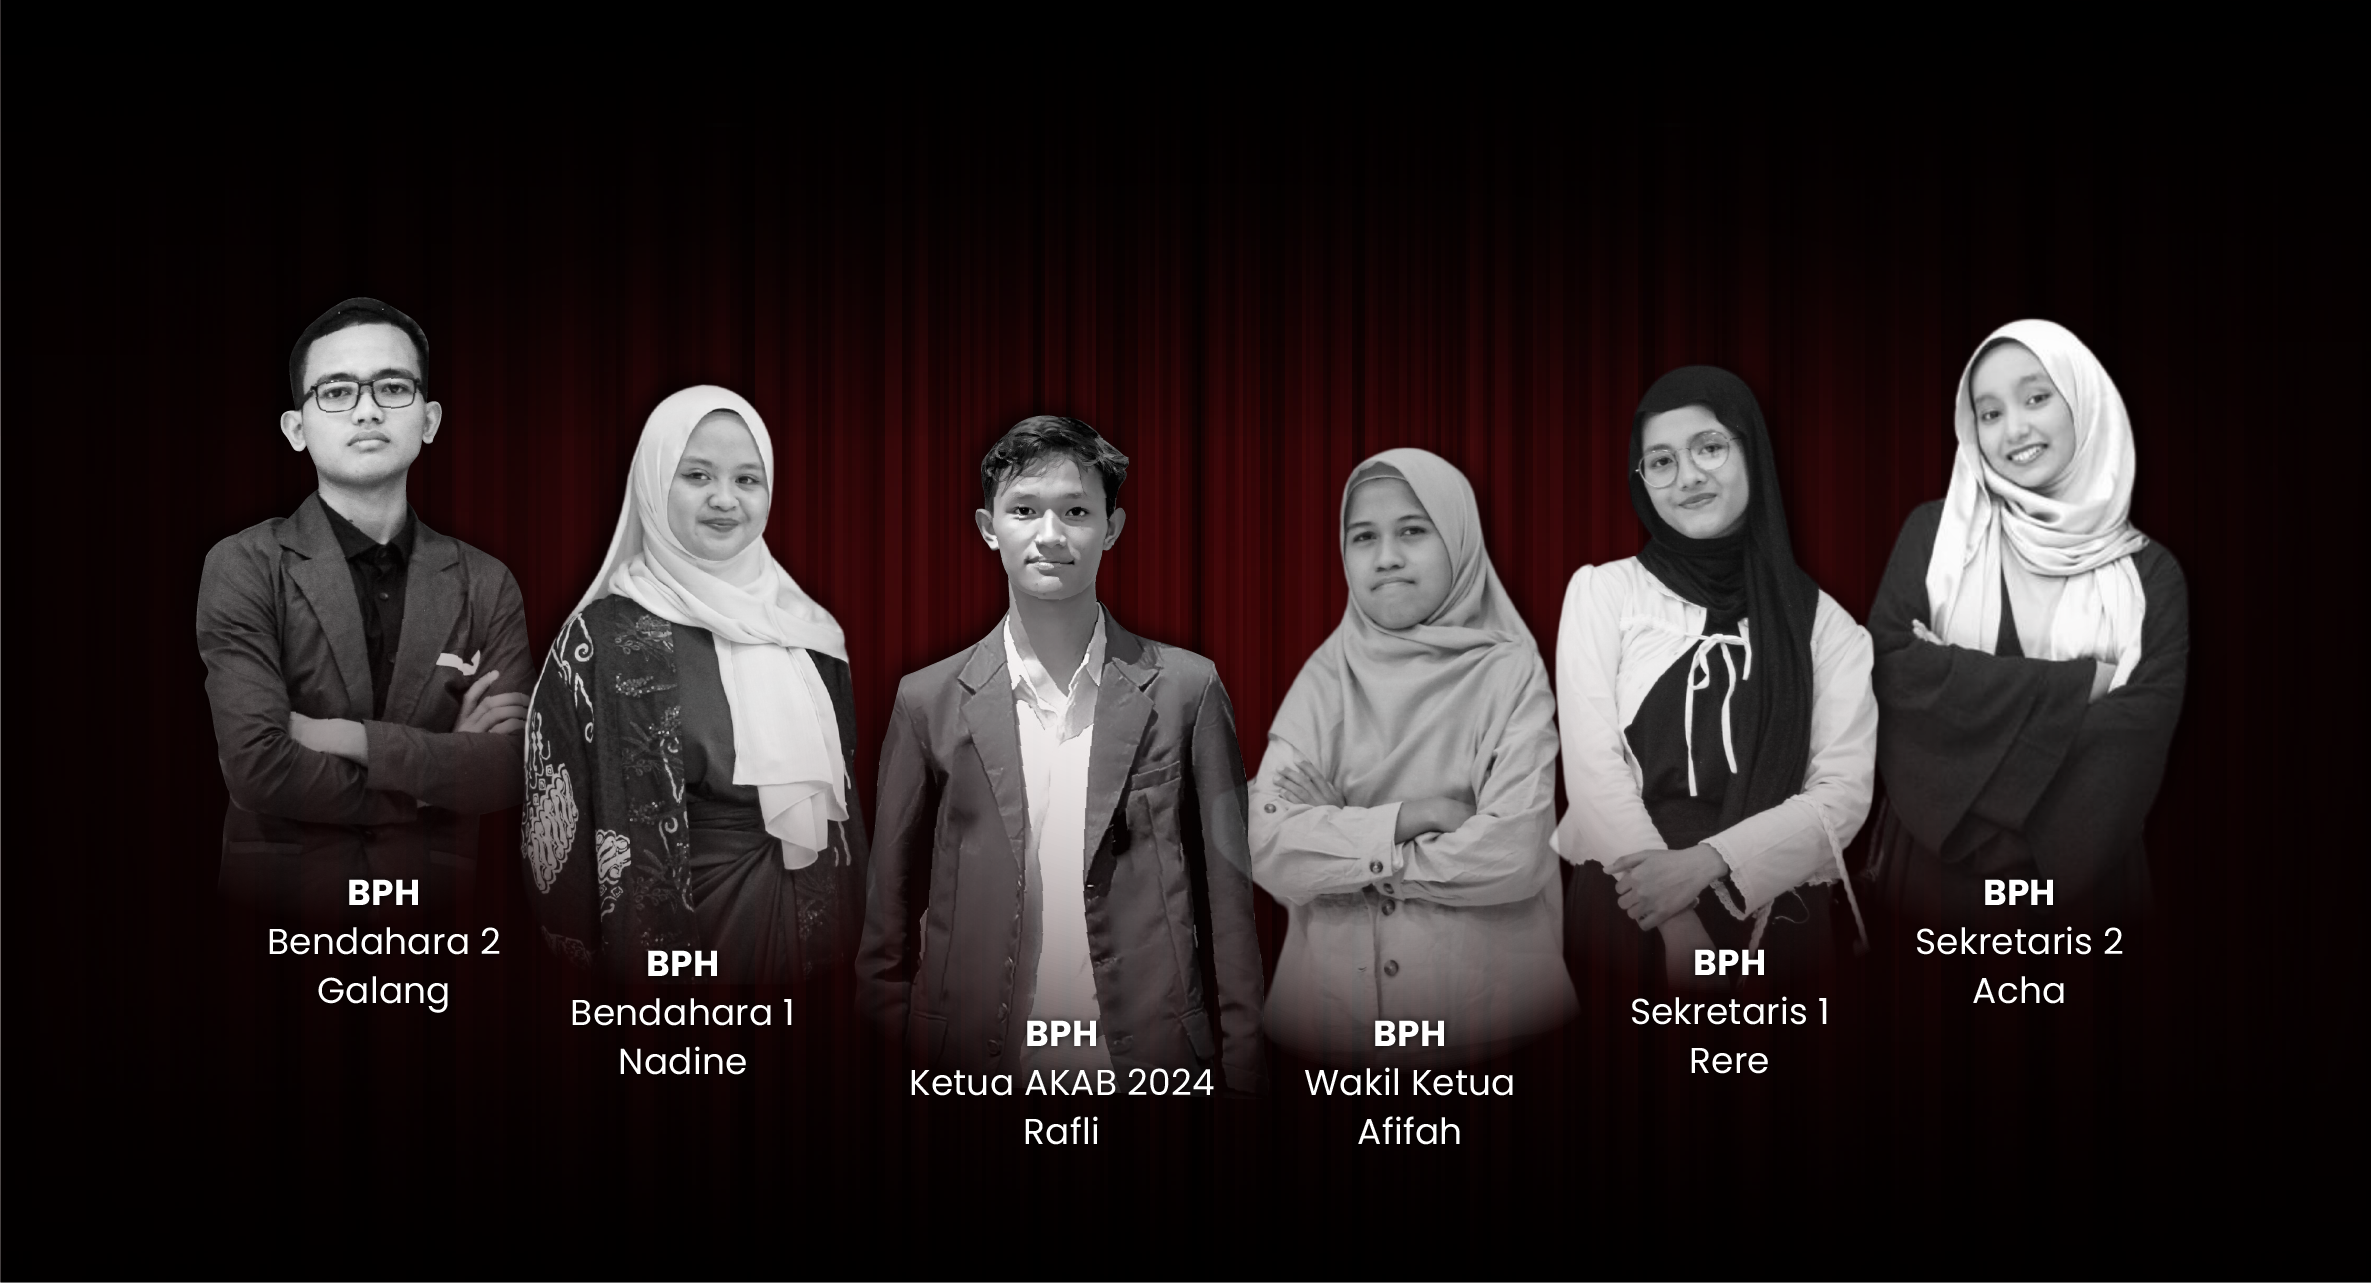 BPH
Bendahara 2
Galang
BPH
Bendahara 1
Nadine
BPH
Ketua AKAB 2024
Rafli
BPH
Wakil Ketua
Afifah
BPH
Sekretaris 1
Rere
BPH
Sekretaris 2
Acha